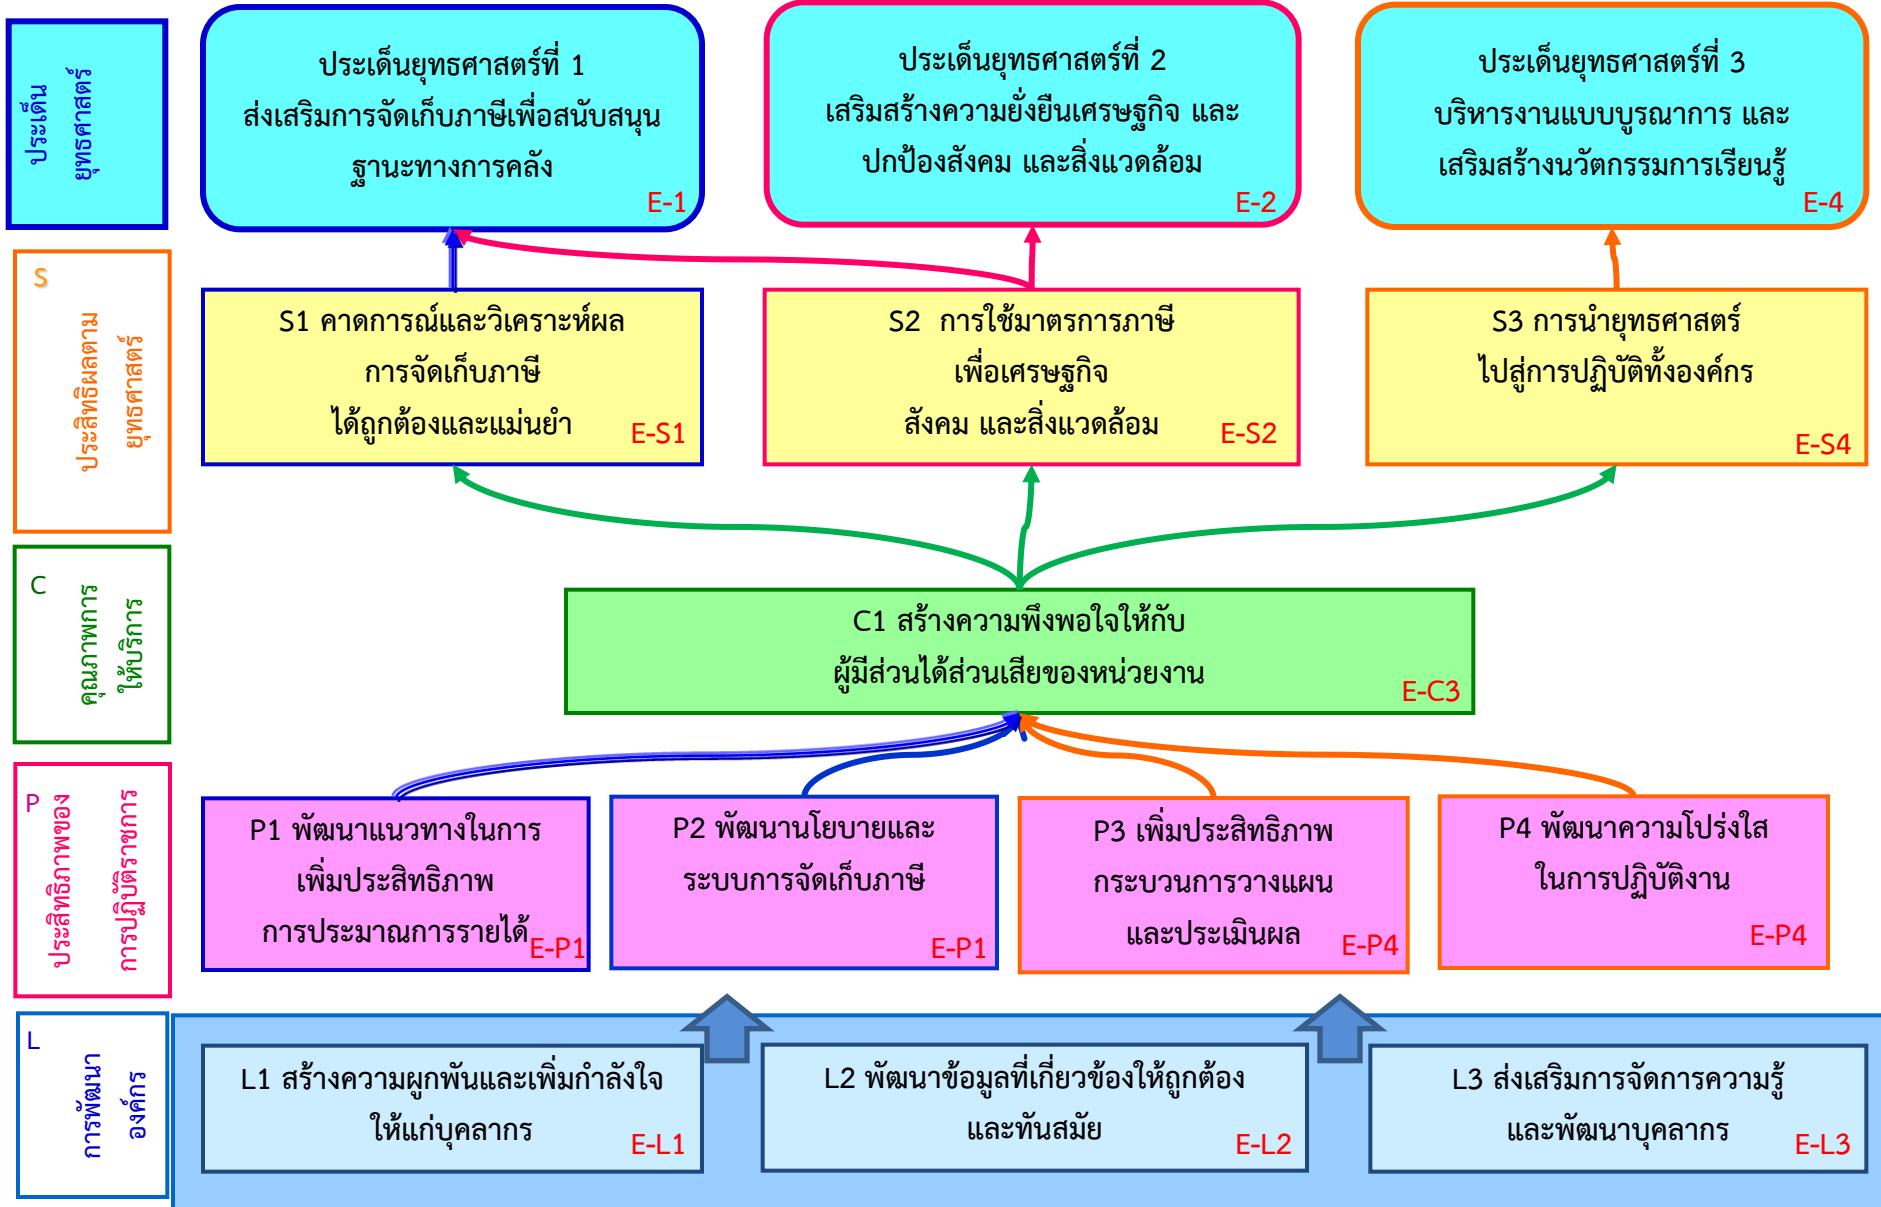 ประเด็น
ยุทธศาสตร์
ประเด็นยุทธศาสตร์ที่ 1
ส่งเสริมการจัดเก็บภาษีเพื่อสนับสนุน
ฐานะทางการคลัง
E-1
ประเด็นยุทธศาสตร์ที่ 2
เสริมสร้างความยั่งยืนเศรษฐกิจ และ
ปกป้องสังคม และสิ่งแวดล้อม
E-2
ประเด็นยุทธศาสตร์ที่ 3
บริหารงานแบบบูรณาการ และ
เสริมสร้างนวัตกรรมการเรียนรู้
E-4
S
ประสิทธิผลตาม
ยุทธศาสตร์
S1 คาดการณ์และวิเคราะห์ผล
การจัดเก็บภาษี
ได้ถูกต้องและแม่นยำ
E-S1
S2 การใช้มาตรการภาษี
เพื่อเศรษฐกิจ
สังคม และสิ่งแวดล้อม
E-S2
S3 การนำยุทธศาสตร์
ไปสู่การปฏิบัติทั้งองค์กร
E-S4
C
คุณภาพการ
ให้บริการ
C1 สร้างความพึงพอใจให้กับ
ผู้มีส่วนได้ส่วนเสียของหน่วยงาน
E-C3
P
ประสิทธิภาพของ
การปฏิบัติราชการ
P1 พัฒนาแนวทางในการ
เพิ่มประสิทธิภาพ
การประมาณการรายได้
E-P1
P2 พัฒนานโยบายและ
ระบบการจัดเก็บภาษี
E-P1
P3 เพิ่มประสิทธิภาพ
กระบวนการวางแผน
และประเมินผล
E-P4
P4 พัฒนาความโปร่งใส
ในการปฏิบัติงาน
E-P4
L
การพัฒนา
องค์กร
L1 สร้างความผูกพันและเพิ่มกำลังใจ
ให้แก่บุคลากร
E-L1
L2 พัฒนาข้อมูลที่เกี่ยวข้องให้ถูกต้อง
และทันสมัย
E-L2
L3 ส่งเสริมการจัดการความรู้
และพัฒนาบุคลากร
E-L3